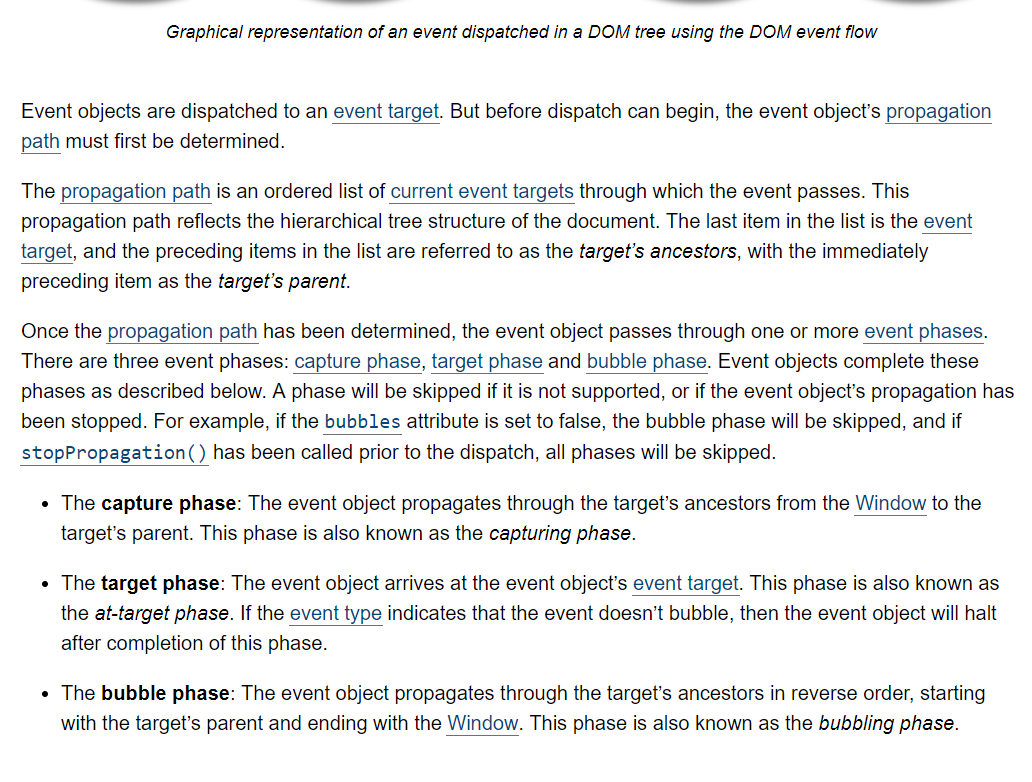 Graphical representation of an event dispatched in a DOM tree using the DOM event flow
Event objects are dispatched to an event target. But before dispatch can begin, the event object’s propagation
path must first be determined.
The propagation path is an ordered list of current event targets through which the event passes. This
propagation path reflects the hierarchical tree structure of the document. The last item in the list is the event
target, and the preceding items in the list are referred to as the target’s ancestors, with the immediately
preceding item as the target’s parent.
Once the propagation path has been determined, the event object passes through one or more event phases.
There are three event phases: capture phase, target phase and bubble phase. Event objects complete these
phases as described below. A phase will be skipped if it is not supported, or if the event object’s propagation has
been stopped. For example, if the bubbles attribute is set to false, the bubble phase will be skipped, and if
stopPropagation() has been called prior to the dispatch, all phases will be skipped.
• The capture phase: The event object propagates through the target’s ancestors from the Window to the
target’s parent. This phase is also known as the capturing phase.
• The target phase: The event object arrives at the event object’s event target. This phase is also known as
the at-target phase. If the event type indicates that the event doesn’t bubble, then the event object will halt
after completion of this phase.
• The bubble phase: The event object propagates through the target’s ancestors in reverse order, starting
with the target’s parent and ending with the Window. This phase is also known as the bubbling phase.